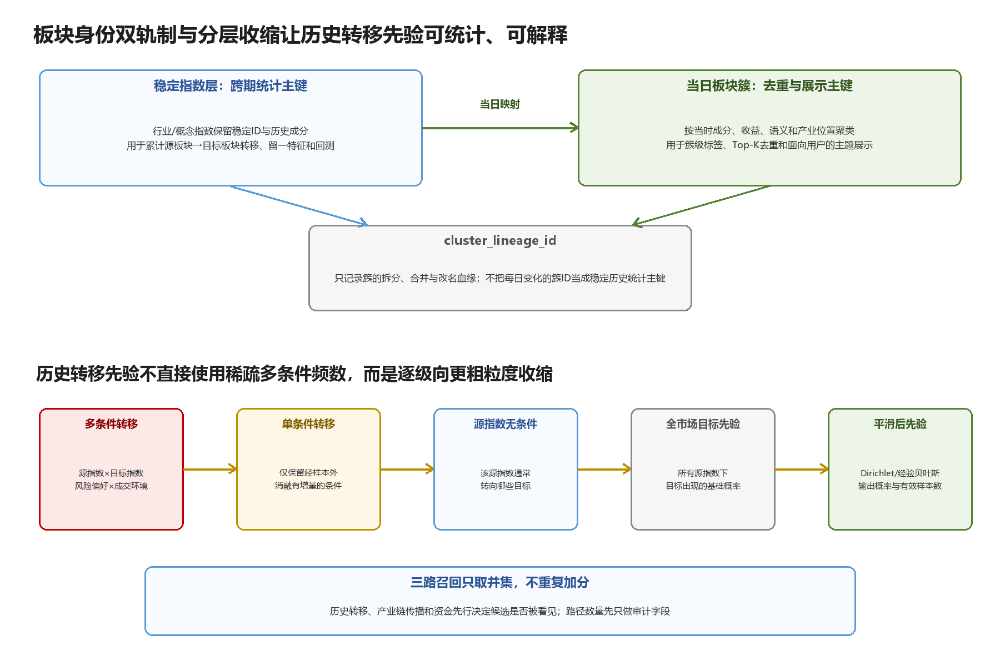 板块身份双轨制与分层收缩让历史转移先验可统计、可解释
稳定指数层：跨期统计主键
行业/概念指数保留稳定ID与历史成分
用于累计源板块→目标板块转移、留一特征和回测
当日映射
当日板块簇：去重与展示主键
按当时成分、收益、语义和产业位置聚类
用于簇级标签、Top-K去重和面向用户的主题展示
cluster_lineage_id
只记录簇的拆分、合并与改名血缘；不把每日变化的簇ID当成稳定历史统计主键
历史转移先验不直接使用稀疏多条件频数，而是逐级向更粗粒度收缩
多条件转移
源指数×目标指数
风险偏好×成交环境
单条件转移
仅保留经样本外
消融有增量的条件
源指数无条件
该源指数通常
转向哪些目标
全市场目标先验
所有源指数下
目标出现的基础概率
平滑后先验
Dirichlet/经验贝叶斯
输出概率与有效样本数
三路召回只取并集，不重复加分
历史转移、产业链传播和资金先行决定候选是否被看见；路径数量先只做审计字段